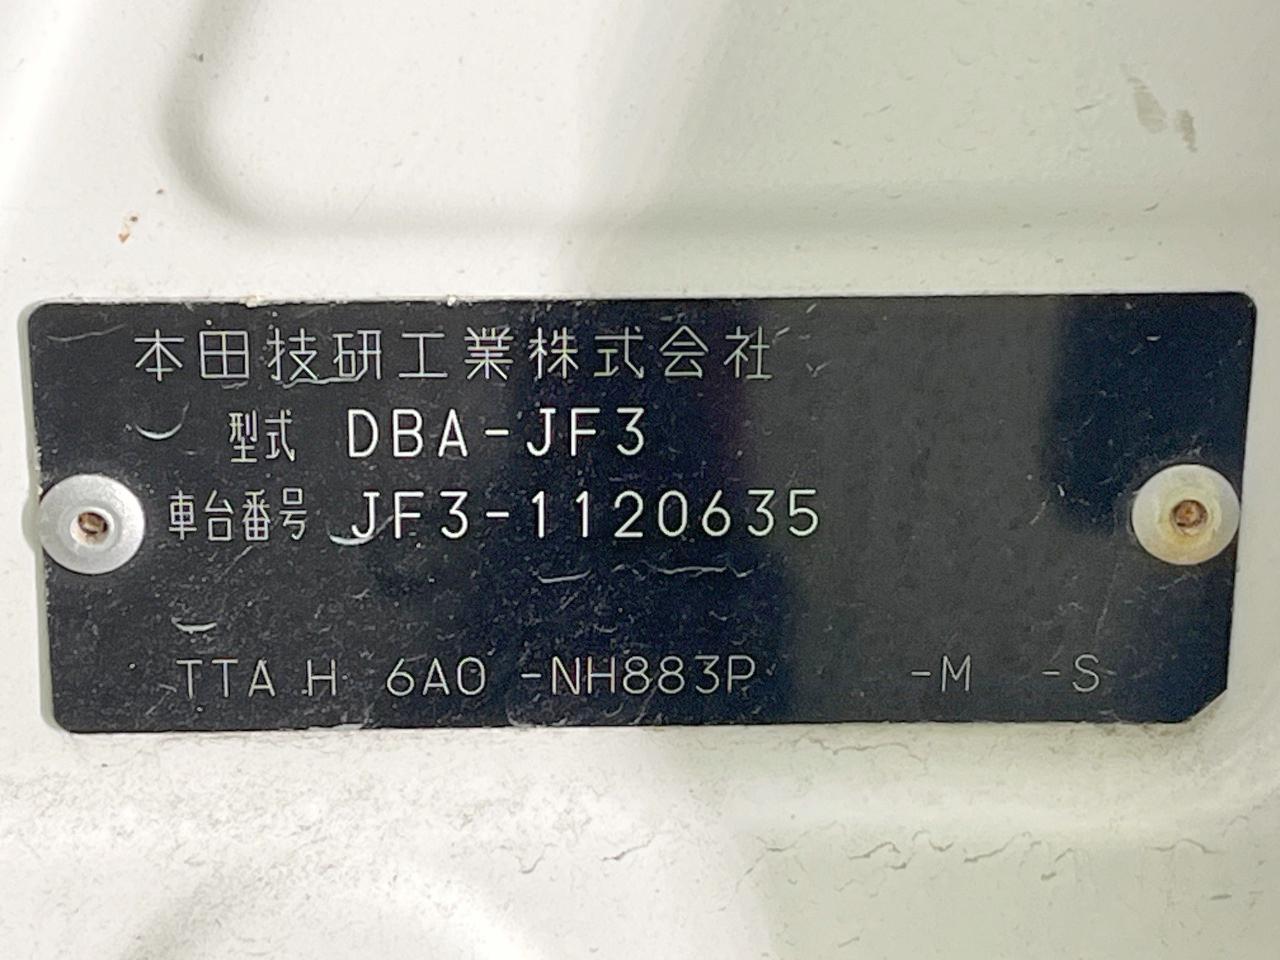 本田技研工業株式会社
型式 DBA-JF3
車台番号 JF3-1120635
TTA H 6A0 -NH883P -M -S